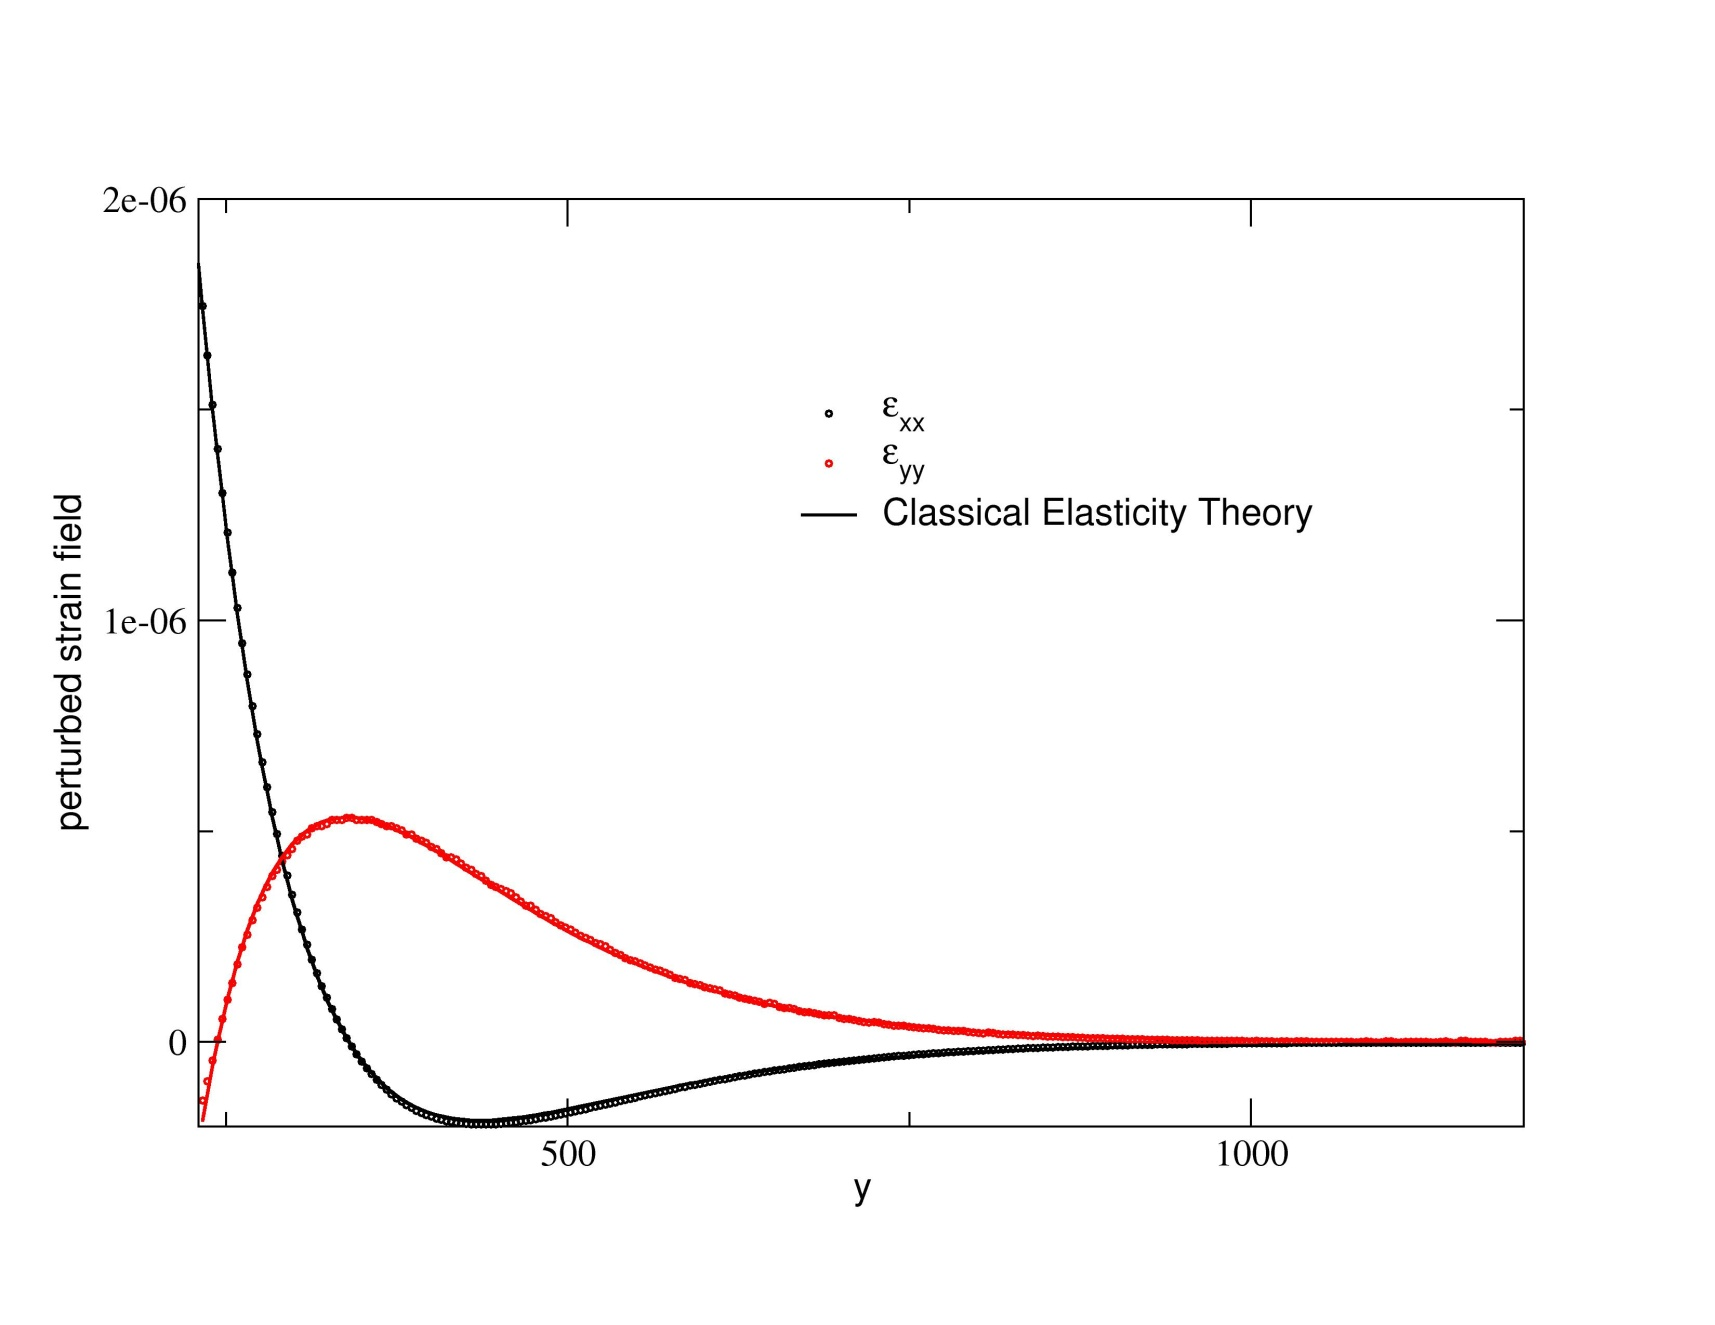 2e-06
1e-06
0
perturbed strain field
εxx
εyy
Classical Elasticity Theory
500
1000
y